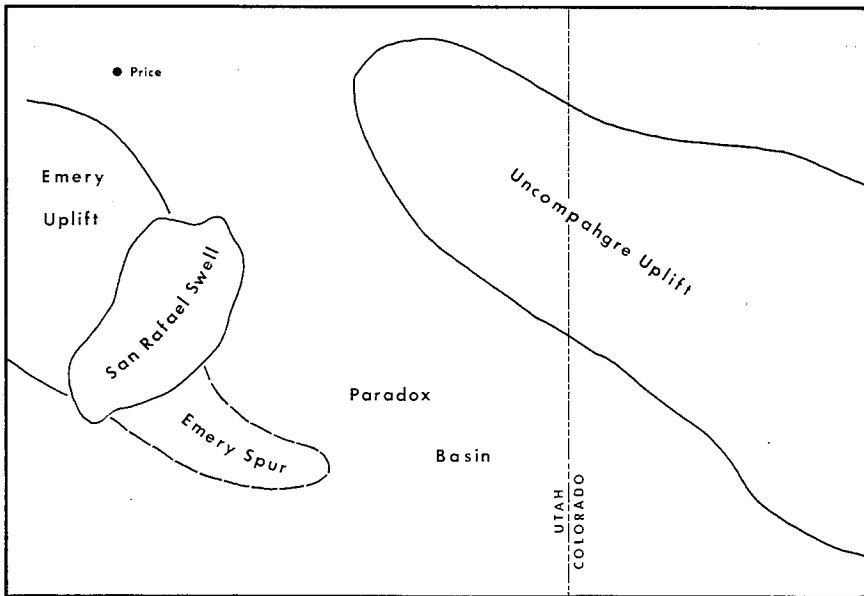 Price
Emery
Uplift
Uncompahgre Uplift
San Rafael Swell
Paradox
Emery Spur
Basin
UTAH
COLORADO